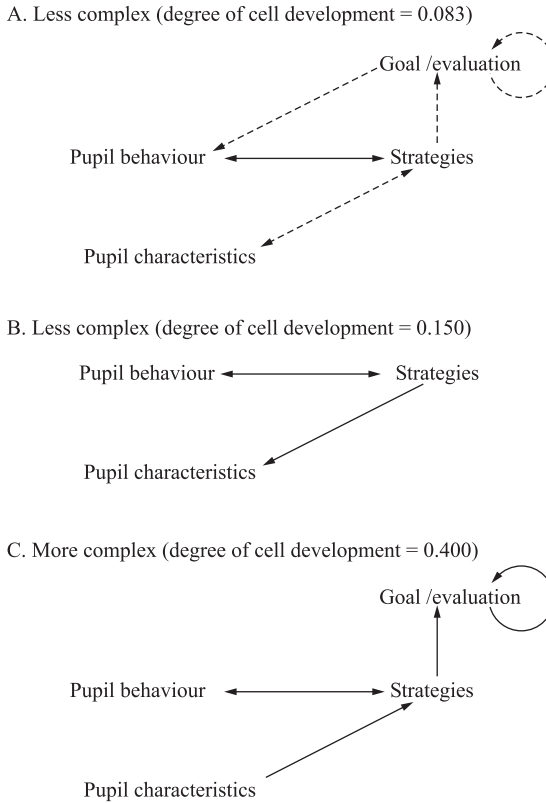 A. Less complex (degree of cell development = 0.083)
Goal /evaluation
Pupil behaviour
Strategies
Pupil characteristics
B. Less complex (degree of cell development = 0.150)
Pupil behaviour
Strategies
Pupil characteristics
C. More complex (degree of cell development = 0.400)
Goal /evaluation
Pupil behaviour
Strategies
Pupil characteristics